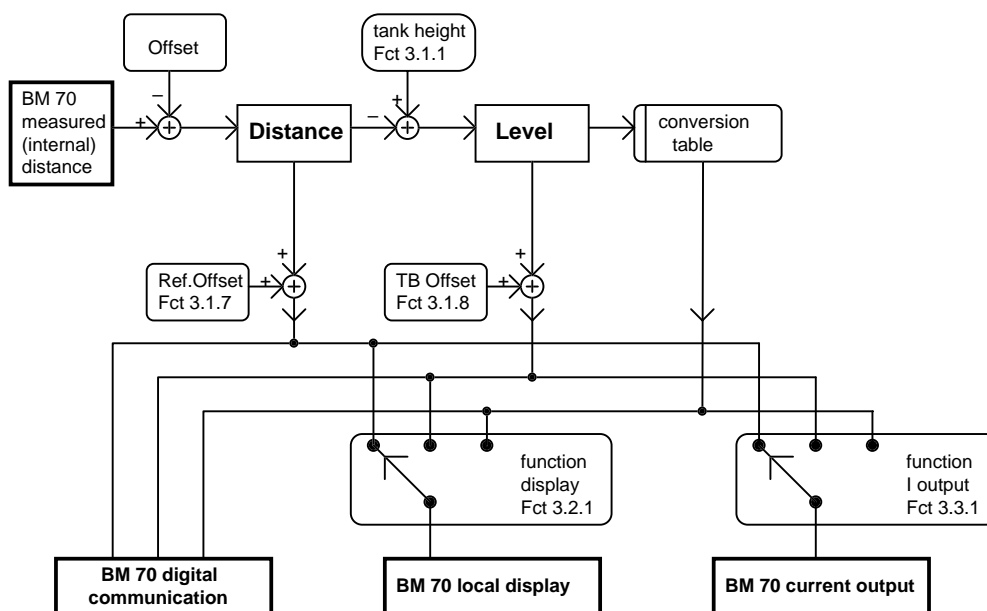 Offset
tank height
Fct 3.1.1
BM 70
measured
(internal)
distance
−
+
+
Distance
−
+
+
Level
conversion
table
+
+
Ref.Offset
Fct 3.1.7
+
+
+
TB Offset
Fct 3.1.8
+
+
function
display
Fct 3.2.1
function
I output
Fct 3.3.1
BM 70 digital
communication
BM 70 local display
BM 70 current output